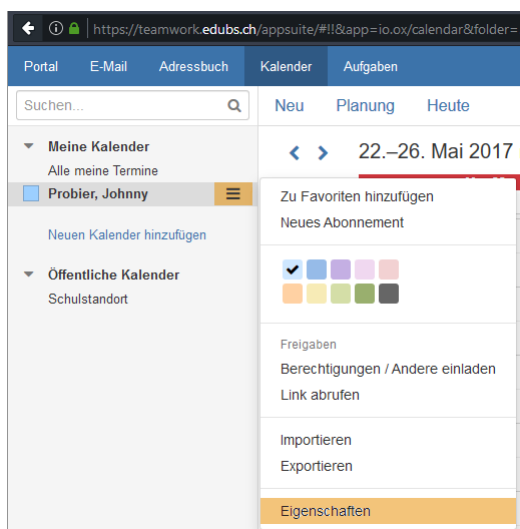 https://teamwork.edubs.ch/appsuite/#!!&app=io.ox/calendar&folder=
Portal E-Mail Adressbuch Kalender Aufgaben
Suchen...
Neu Planung Heute
22.–26. Mai 2017
Meine Kalender
Alle meine Termine
Probier, Johnny
Neuen Kalender hinzufügen
Öffentliche Kalender
Schulstandort
Zu Favoriten hinzufügen
Neues Abonnement
Freigaben
Berechtigungen / Andere einladen
Link abrufen
Importieren
Exportieren
Eigenschaften